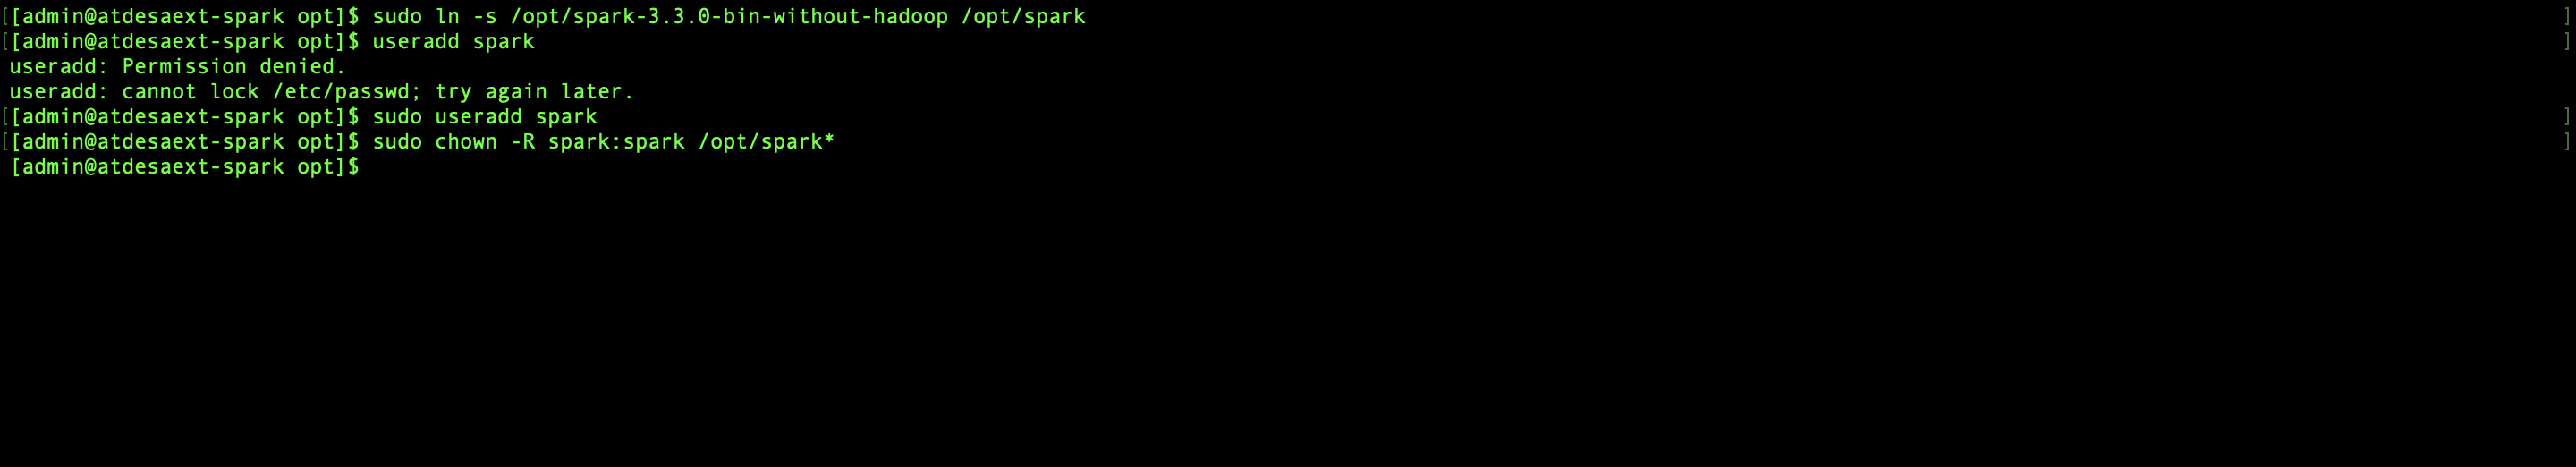 [[admin@atdesaext-spark opt]$ sudo ln -s /opt/spark-3.3.0-bin-without-hadoop /opt/spark ]
[[admin@atdesaext-spark opt]$ useradd spark ]
useradd: Permission denied.
useradd: cannot lock /etc/passwd; try again later.
[[admin@atdesaext-spark opt]$ sudo useradd spark ]
[[admin@atdesaext-spark opt]$ sudo chown -R spark:spark /opt/spark* ]
[admin@atdesaext-spark opt]$